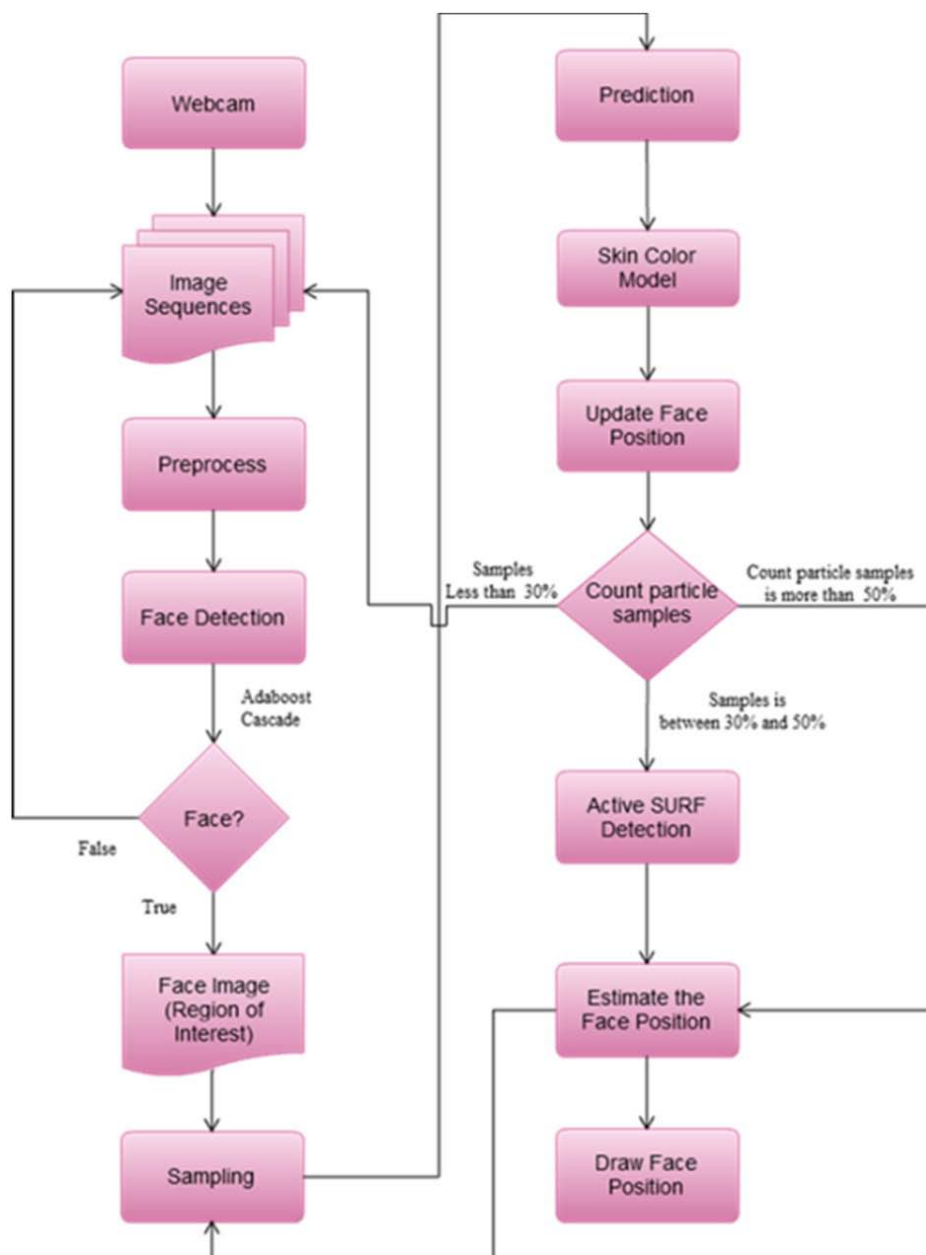 Webcam
Image
Sequences
Preprocess
Face Detection
Adaboost
Cascade
Face?
False
True
Face Image
(Region of
Interest)
Sampling
Prediction
Skin Color
Model
Update Face
Position
Samples
Less than 30%
Count particle
samples
Count particle samples
is more than 50%
Samples is
between 30% and 50%
Active SURF
Detection
Estimate the
Face Position
Draw Face
Position